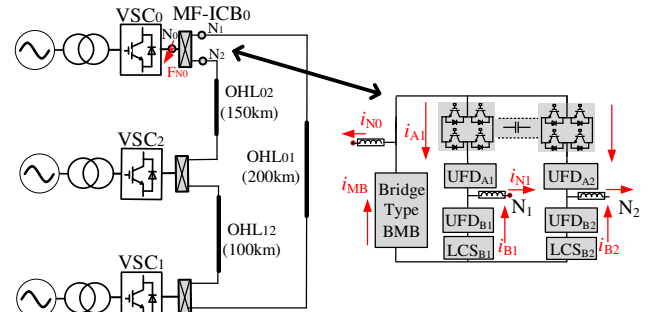 VSC0
MF-ICB0
N0
N1
N2
FN0
OHL02
(150km)
VSC2
OHL01
(200km)
OHL12
(100km)
VSC1
iN0
iA1
iMB
Bridge
Type
BMB
UFDA1
iN1
N1
UFDB1
iB1
LCSB1
UFDA2
N2
UFDB2
iB2
LCSB2